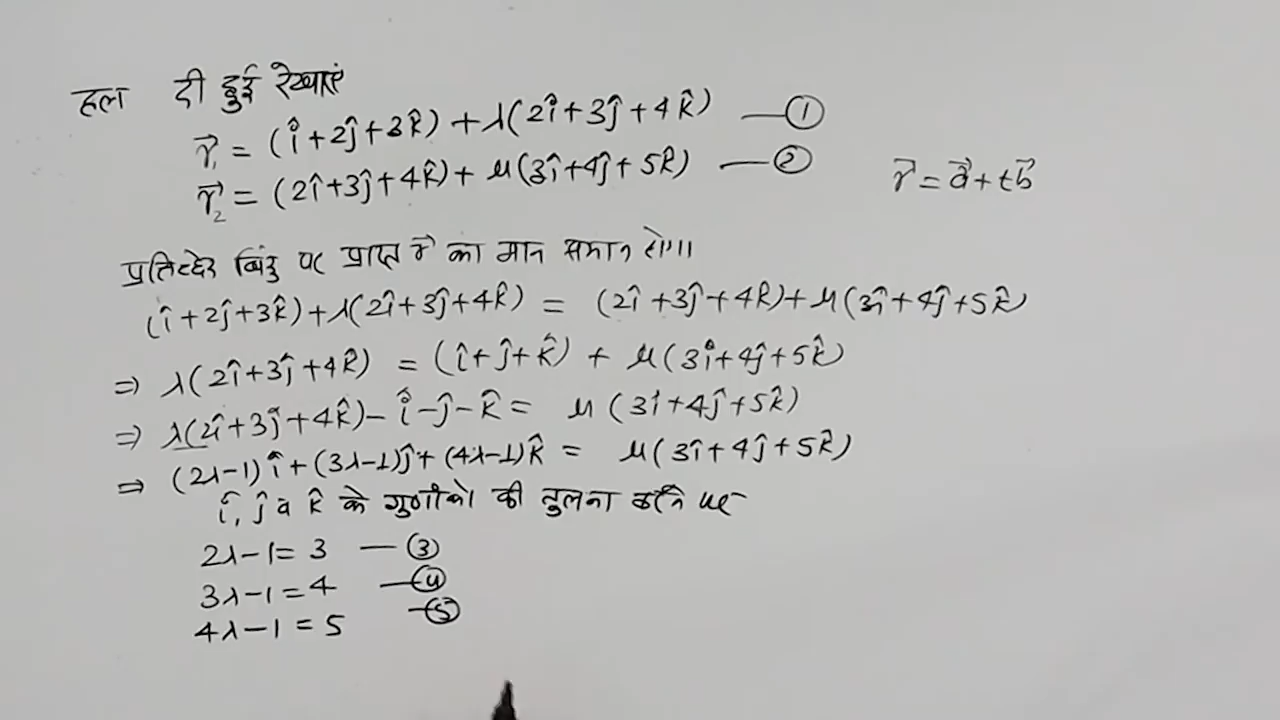 हल दी हुई रेखाएं
r⃗₁ = (î+2ĵ+3k̂) + λ(2î+3ĵ+4k̂) —①
r⃗₂ = (2î+3ĵ+4k̂) + μ(3î+4ĵ+5k̂) —②
r⃗ = a⃗ + t b⃗
प्रतिच्छेद बिंदु पर प्राप्त r⃗ का मान समान होगा
(î+2ĵ+3k̂)+λ(2î+3ĵ+4k̂) = (2î+3ĵ+4k̂)+μ(3î+4ĵ+5k̂)
⇒ λ(2î+3ĵ+4k̂) = (î+ĵ+k̂) + μ(3î+4ĵ+5k̂)
⇒ λ(2î+3ĵ+4k̂)-î-ĵ-k̂ = μ(3î+4ĵ+5k̂)
⇒ (2λ-1)î+(3λ-1)ĵ+(4λ-1)k̂ = μ(3î+4ĵ+5k̂)
î, ĵ व k̂ के गुणांको की तुलना करने पर
2λ-1= 3 —③
3λ-1=4 —④
4λ-1=5 —⑤